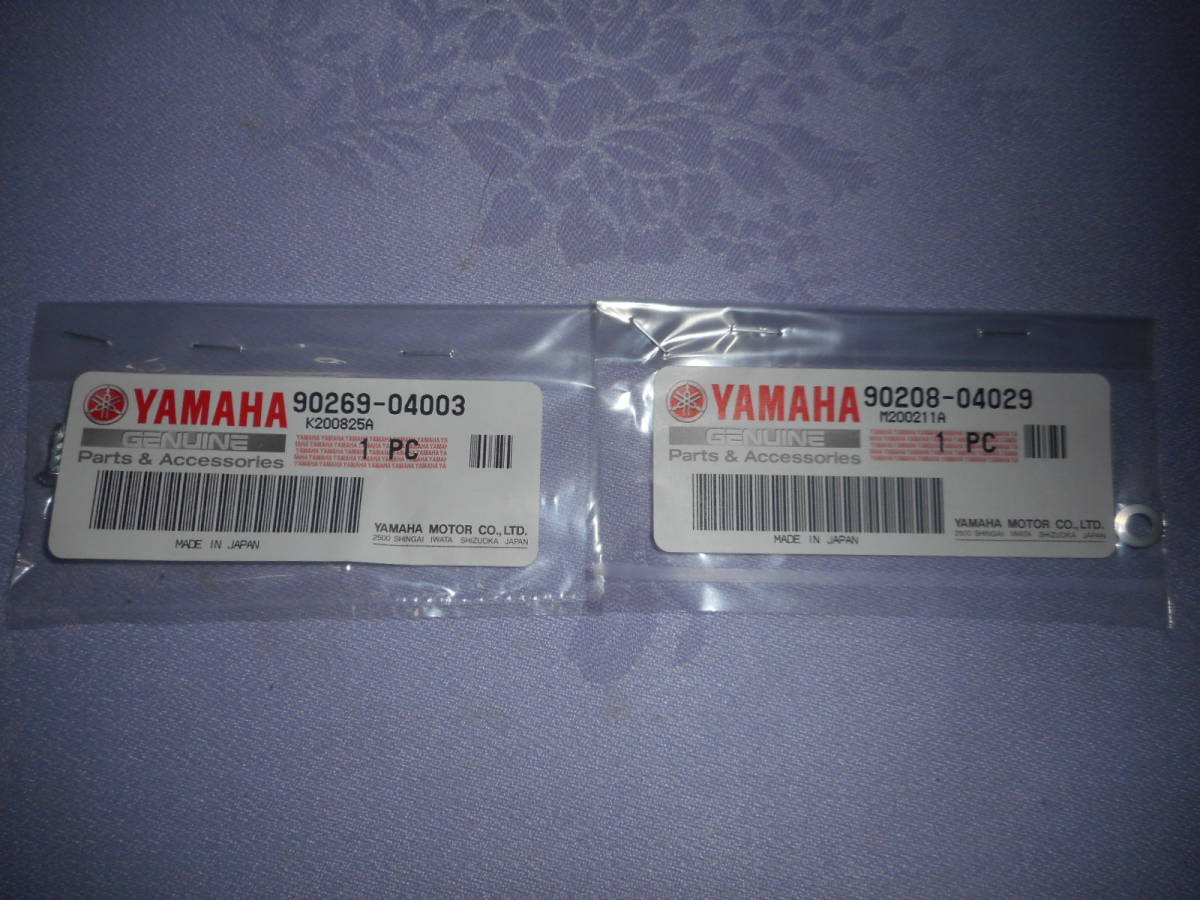 YAMAHA 90269-04003
K200825A
GENUINE
1 PC
Parts & Accessories
YAMAHA MOTOR CO., LTD.
2500 SHINGAI IWATA SHIZUOKA JAPAN
MADE IN JAPAN
YAMAHA 90208-04029
M200211A
GENUINE
1 PC
Parts & Accessories
YAMAHA MOTOR CO., LTD.
2500 SHINGAI IWATA SHIZUOKA JAPAN
MADE IN JAPAN